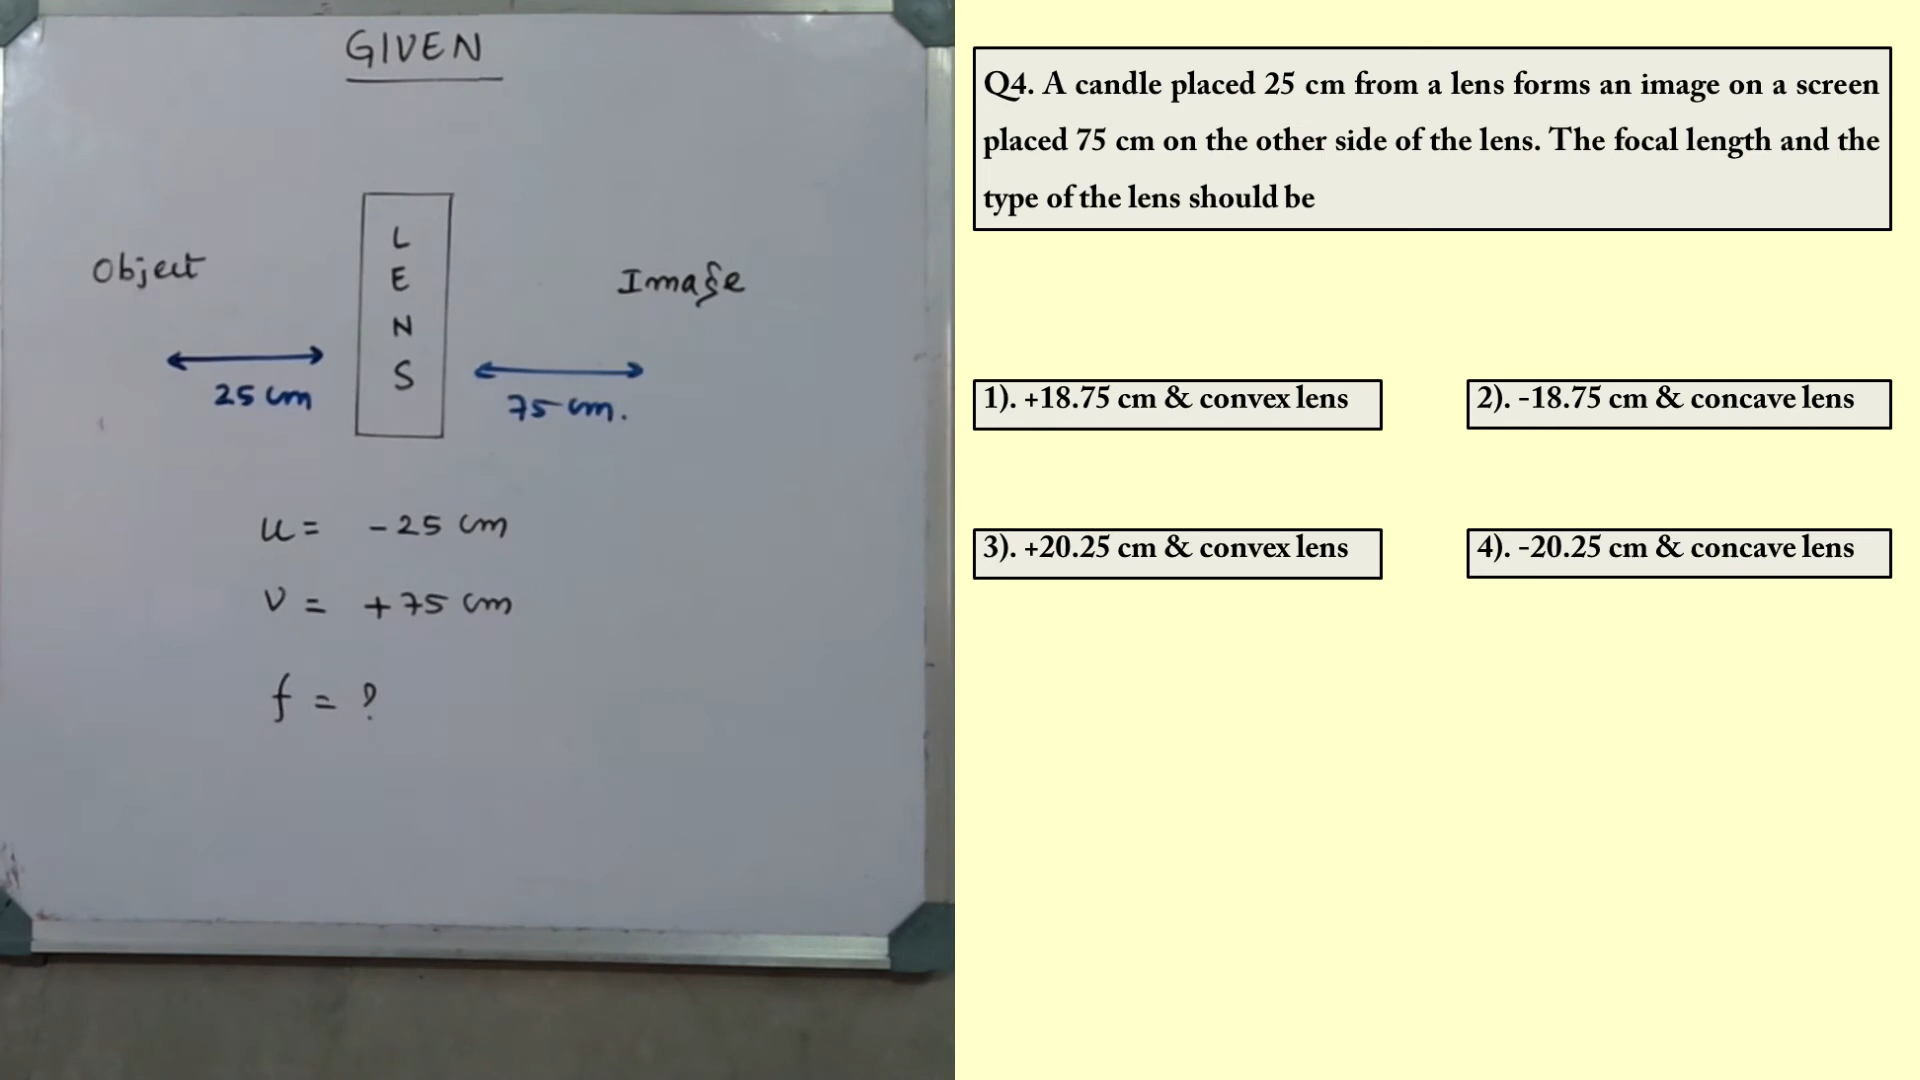 GIVEN
Object
L
E
N
S
Image
25 cm
75 cm.
u = - 25 cm
v = + 75 cm
f = ?
Q4. A candle placed 25 cm from a lens forms an image on a screen
placed 75 cm on the other side of the lens. The focal length and the
type of the lens should be
1). +18.75 cm & convex lens
2). -18.75 cm & concave lens
3). +20.25 cm & convex lens
4). -20.25 cm & concave lens